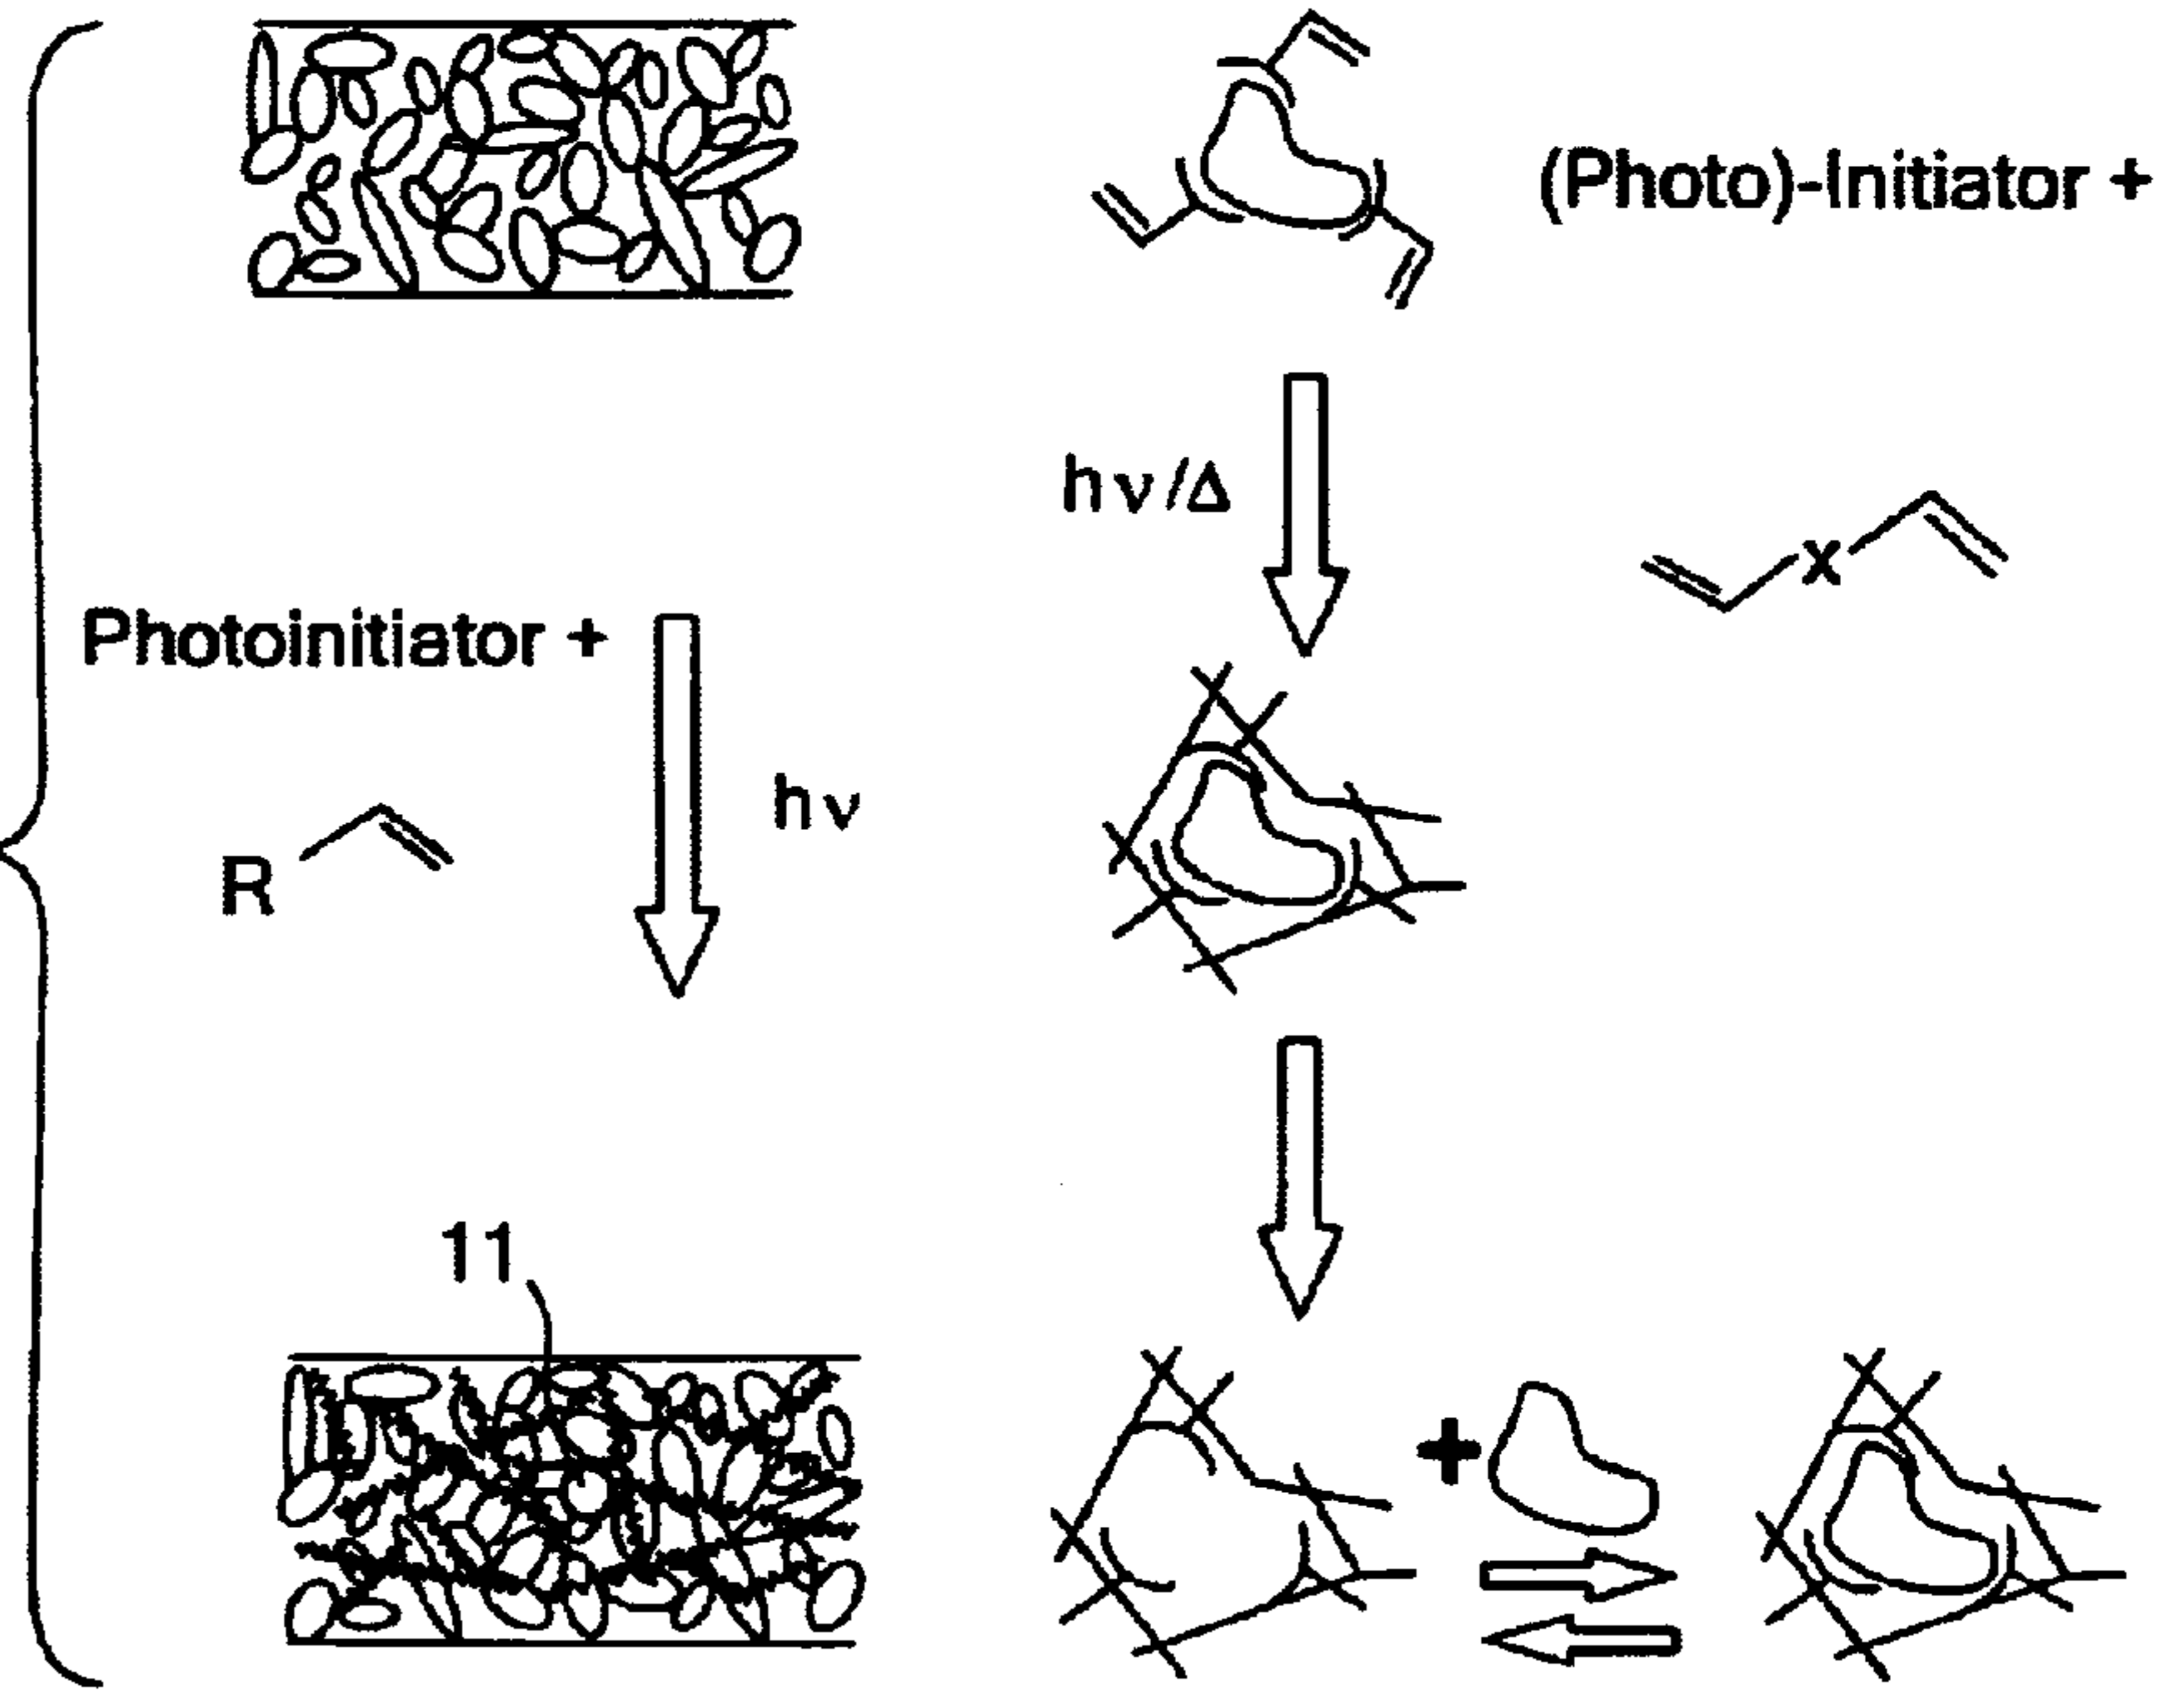 (Photo)-Initiator +
hν/Δ
X
Photoinitiator +
hν
R
11
+